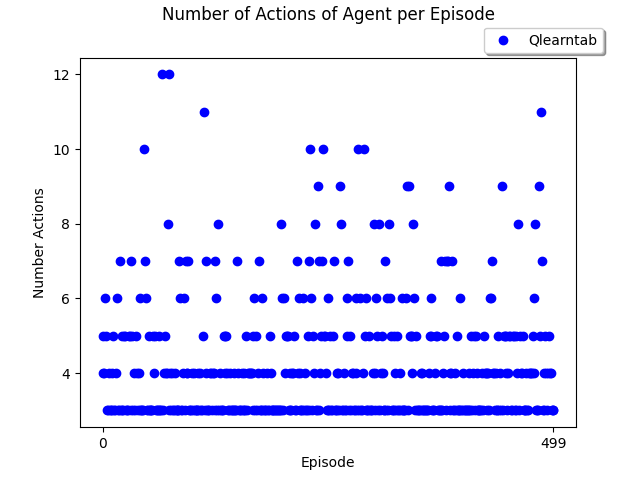 Number of Actions of Agent per Episode
Qlearntab
12
10
8
6
4
Number Actions
0
499
Episode